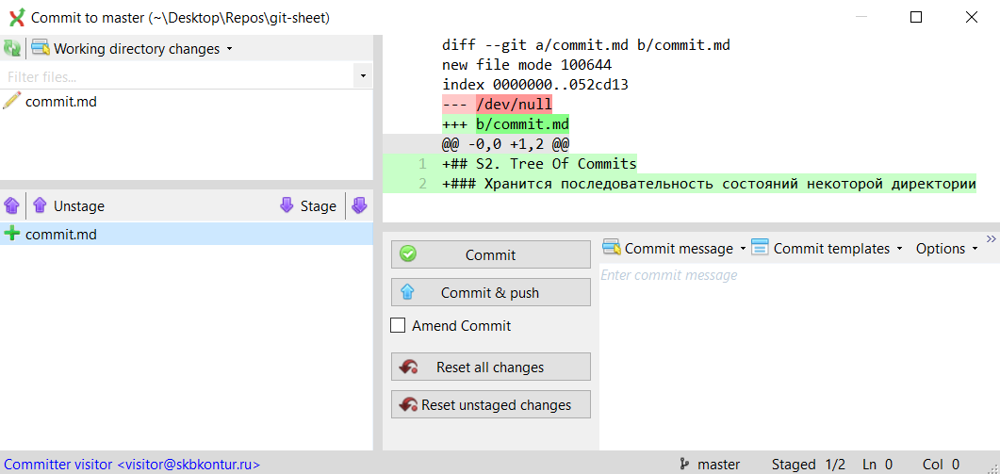 Commit to master (~\Desktop\Repos\git-sheet)
Working directory changes
Filter files...
commit.md
Unstage
Stage
commit.md
diff --git a/commit.md b/commit.md
new file mode 100644
index 0000000..052cd13
--- /dev/null
+++ b/commit.md
@@ -0,0 +1,2 @@
1 +## S2. Tree Of Commits
2 +### Хранится последовательность состояний некоторой директории
Commit
Commit & push
Amend Commit
Reset all changes
Reset unstaged changes
Commit message
Commit templates
Options
»
Enter commit message
Committer visitor <visitor@skbkontur.ru>
master
Staged 1/2
Ln 0
Col 0